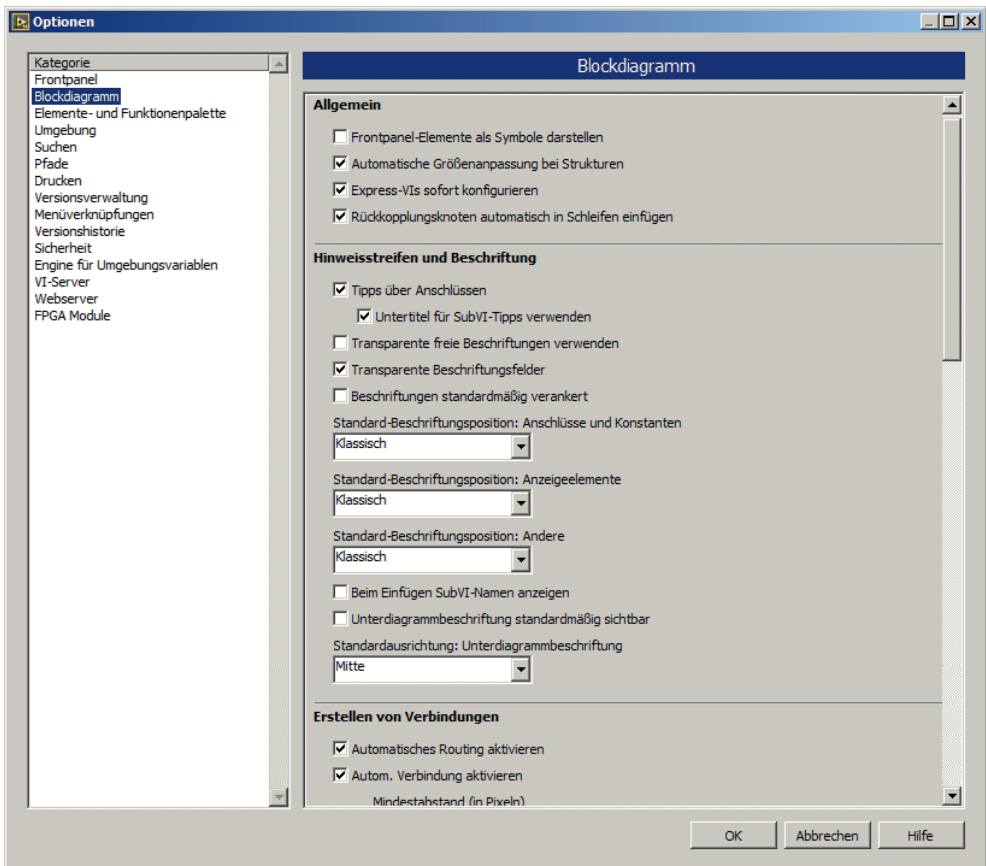 Optionen
Kategorie
Frontpanel
Blockdiagramm
Elemente- und Funktionenpalette
Umgebung
Suchen
Pfade
Drucken
Versionsverwaltung
Menüverknüpfungen
Versionshistorie
Sicherheit
Engine für Umgebungsvariablen
VI-Server
Webserver
FPGA Module
Blockdiagramm
Allgemein
Frontpanel-Elemente als Symbole darstellen
Automatische Größenanpassung bei Strukturen
Express-VIs sofort konfigurieren
Rückkopplungsknoten automatisch in Schleifen einfügen
Hinweisstreifen und Beschriftung
Tipps über Anschlüssen
Untertitel für SubVI-Tipps verwenden
Transparente freie Beschriftungen verwenden
Transparente Beschriftungsfelder
Beschriftungen standardmäßig verankert
Standard-Beschriftungsposition: Anschlüsse und Konstanten
Klassisch
Standard-Beschriftungsposition: Anzeigeelemente
Klassisch
Standard-Beschriftungsposition: Andere
Klassisch
Beim Einfügen SubVI-Namen anzeigen
Unterdiagrammbeschriftung standardmäßig sichtbar
Standardausrichtung: Unterdiagrammbeschriftung
Mitte
Erstellen von Verbindungen
Automatisches Routing aktivieren
Autom. Verbindung aktivieren
Mindestabstand (in Pixeln)
OK
Abbrechen
Hilfe